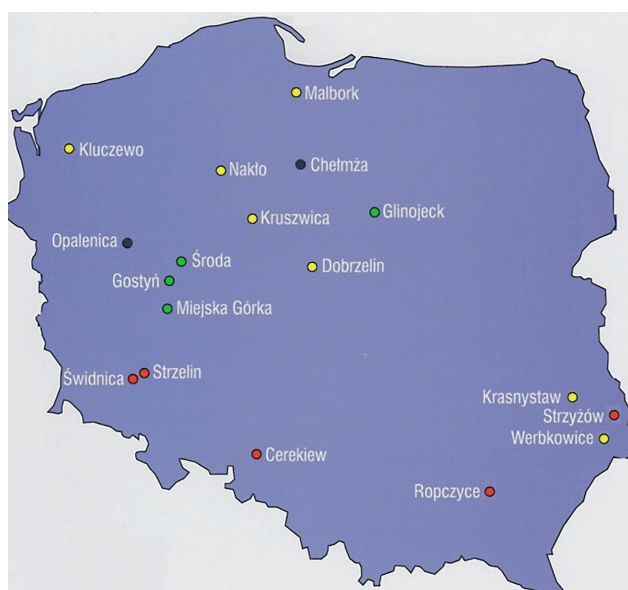 Malbork
Kluczewo
Nakło
Chełmża
Kruszwica
Glinojeck
Opalenica
Środa
Dobrzelin
Gostyń
Miejska Górka
Strzelin
Świdnica
Krasnystaw
Strzyżów
Werbkowice
Cerekiew
Ropczyce